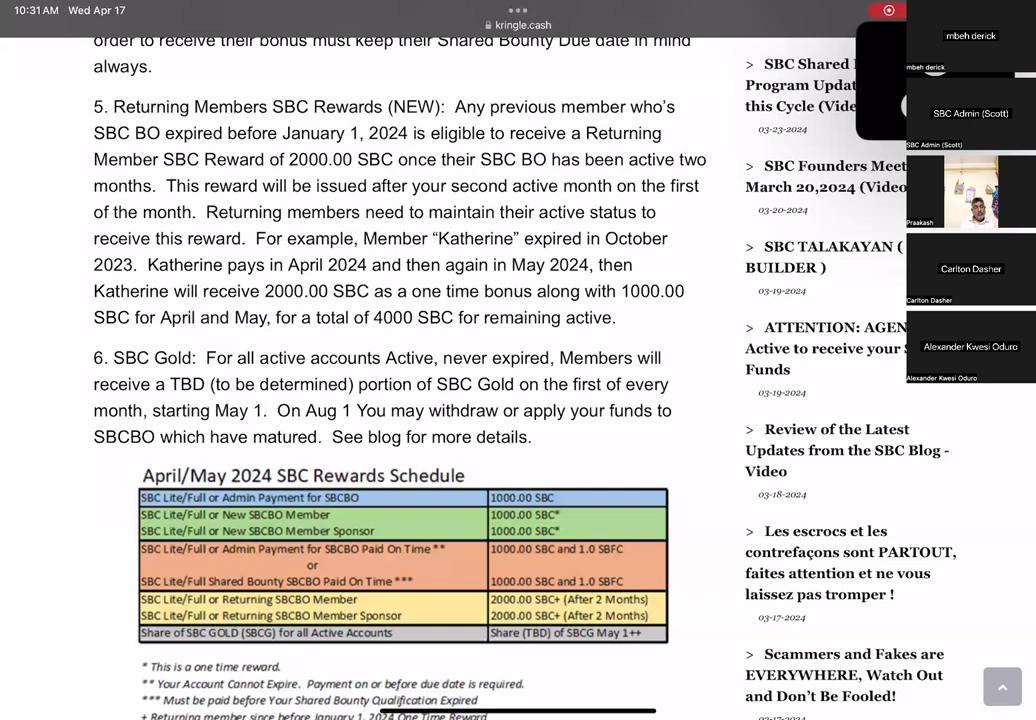 10:31 AM Wed Apr 17
kringle.cash
order to receive their bonus must keep their Shared Bounty Due date in mind
always.
5. Returning Members SBC Rewards (NEW): Any previous member who's
SBC BO expired before January 1, 2024 is eligible to receive a Returning
Member SBC Reward of 2000.00 SBC once their SBC BO has been active two
months. This reward will be issued after your second active month on the first
of the month. Returning members need to maintain their active status to
receive this reward. For example, Member “Katherine” expired in October
2023. Katherine pays in April 2024 and then again in May 2024, then
Katherine will receive 2000.00 SBC as a one time bonus along with 1000.00
SBC for April and May, for a total of 4000 SBC for remaining active.
6. SBC Gold: For all active accounts Active, never expired, Members will
receive a TBD (to be determined) portion of SBC Gold on the first of every
month, starting May 1. On Aug 1 You may withdraw or apply your funds to
SBCBO which have matured. See blog for more details.
April/May 2024 SBC Rewards Schedule
SBC Lite/Full or Admin Payment for SBCBO 1000.00 SBC
SBC Lite/Full or New SBCBO Member 1000.00 SBC*
SBC Lite/Full or New SBCBO Member Sponsor 1000.00 SBC*
SBC Lite/Full or Admin Payment for SBCBO Paid On Time ** 1000.00 SBC and 1.0 SBFC
or
SBC Lite/Full Shared Bounty SBCBO Paid On Time *** 1000.00 SBC and 1.0 SBFC
SBC Lite/Full or Returning SBCBO Member 2000.00 SBC+ (After 2 Months)
SBC Lite/Full or Returning SBCBO Member Sponsor 2000.00 SBC+ (After 2 Months)
Share of SBC GOLD (SBCG) for all Active Accounts Share (TBD) of SBCG May 1++
* This is a one time reward.
** Your Account Cannot Expire. Payment on or before due date is required.
*** Must be paid before Your Shared Bounty Qualification Expired
+ Returning member since before January 1, 2024 One Time Reward
> SBC Shared
Program Updat
this Cycle (Vide
03-23-2024
> SBC Founders Meet
March 20,2024 (Video
03-20-2024
> SBC TALAKAYAN (
BUILDER )
03-19-2024
> ATTENTION: AGEN
Active to receive your
Funds
03-19-2024
> Review of the Latest
Updates from the SBC Blog -
Video
03-18-2024
> Les escrocs et les
contrefaçons sont PARTOUT,
faites attention et ne vous
laissez pas tromper !
03-17-2024
> Scammers and Fakes are
EVERYWHERE, Watch Out
and Don’t Be Fooled!
03-17-2024
mbeh derick
mbeh derick
SBC Admin (Scott)
SBC Admin (Scott)
Praakash
Carlton Dasher
Carlton Dasher
Alexander Kwesi Oduro
Alexander Kwesi Oduro